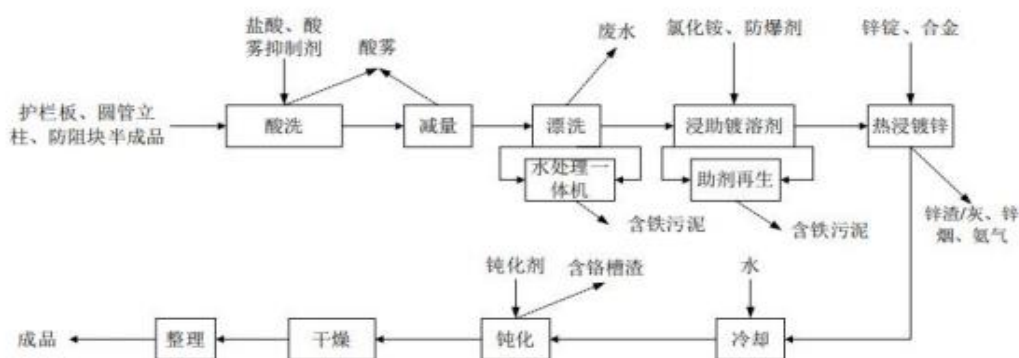 盐酸、酸
雾抑制剂
酸雾
废水
氯化铵、防爆剂
锌锭、合金
护栏板、圆管立
柱、防阻块半成品
酸洗
减量
漂洗
浸助镀溶剂
热浸镀锌
水处理一
体机
助剂再生
含铁污泥
含铁污泥
锌渣/灰、锌
烟、氨气
钝化剂
含铬槽渣
水
成品
整理
干燥
钝化
冷却